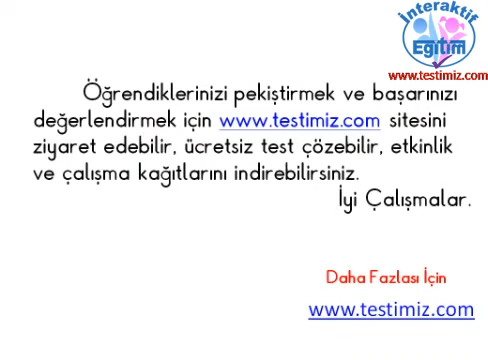 İnteraktif
Eğitim
www.testimiz.com
Öğrendiklerinizi pekiştirmek ve başarınızı
değerlendirmek için www.testimiz.com sitesini
ziyaret edebilir, ücretsiz test çözebilir, etkinlik
ve çalışma kağıtlarını indirebilirsiniz.
İyi Çalışmalar.
Daha Fazlası İçin
www.testimiz.com